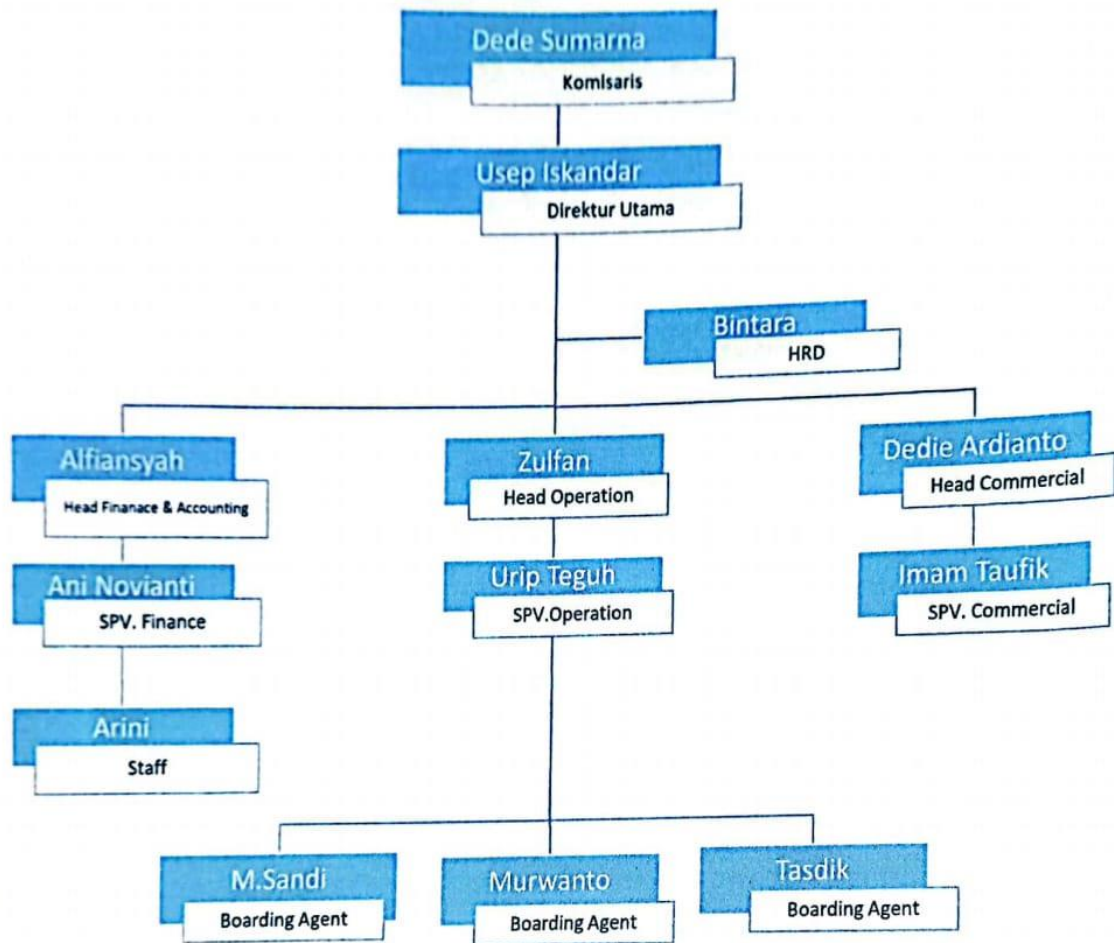 Dede Sumarna
Komisaris
Usep Iskandar
Direktur Utama
Bintara
HRD
Alfiansyah
Head Finanace & Accounting
Zulfan
Head Operation
Dedie Ardianto
Head Commercial
Ani Novianti
SPV. Finance
Urip Teguh
SPV.Operation
Imam Taufik
SPV. Commercial
Arini
Staff
M.Sandi
Boarding Agent
Murwanto
Boarding Agent
Tasdik
Boarding Agent